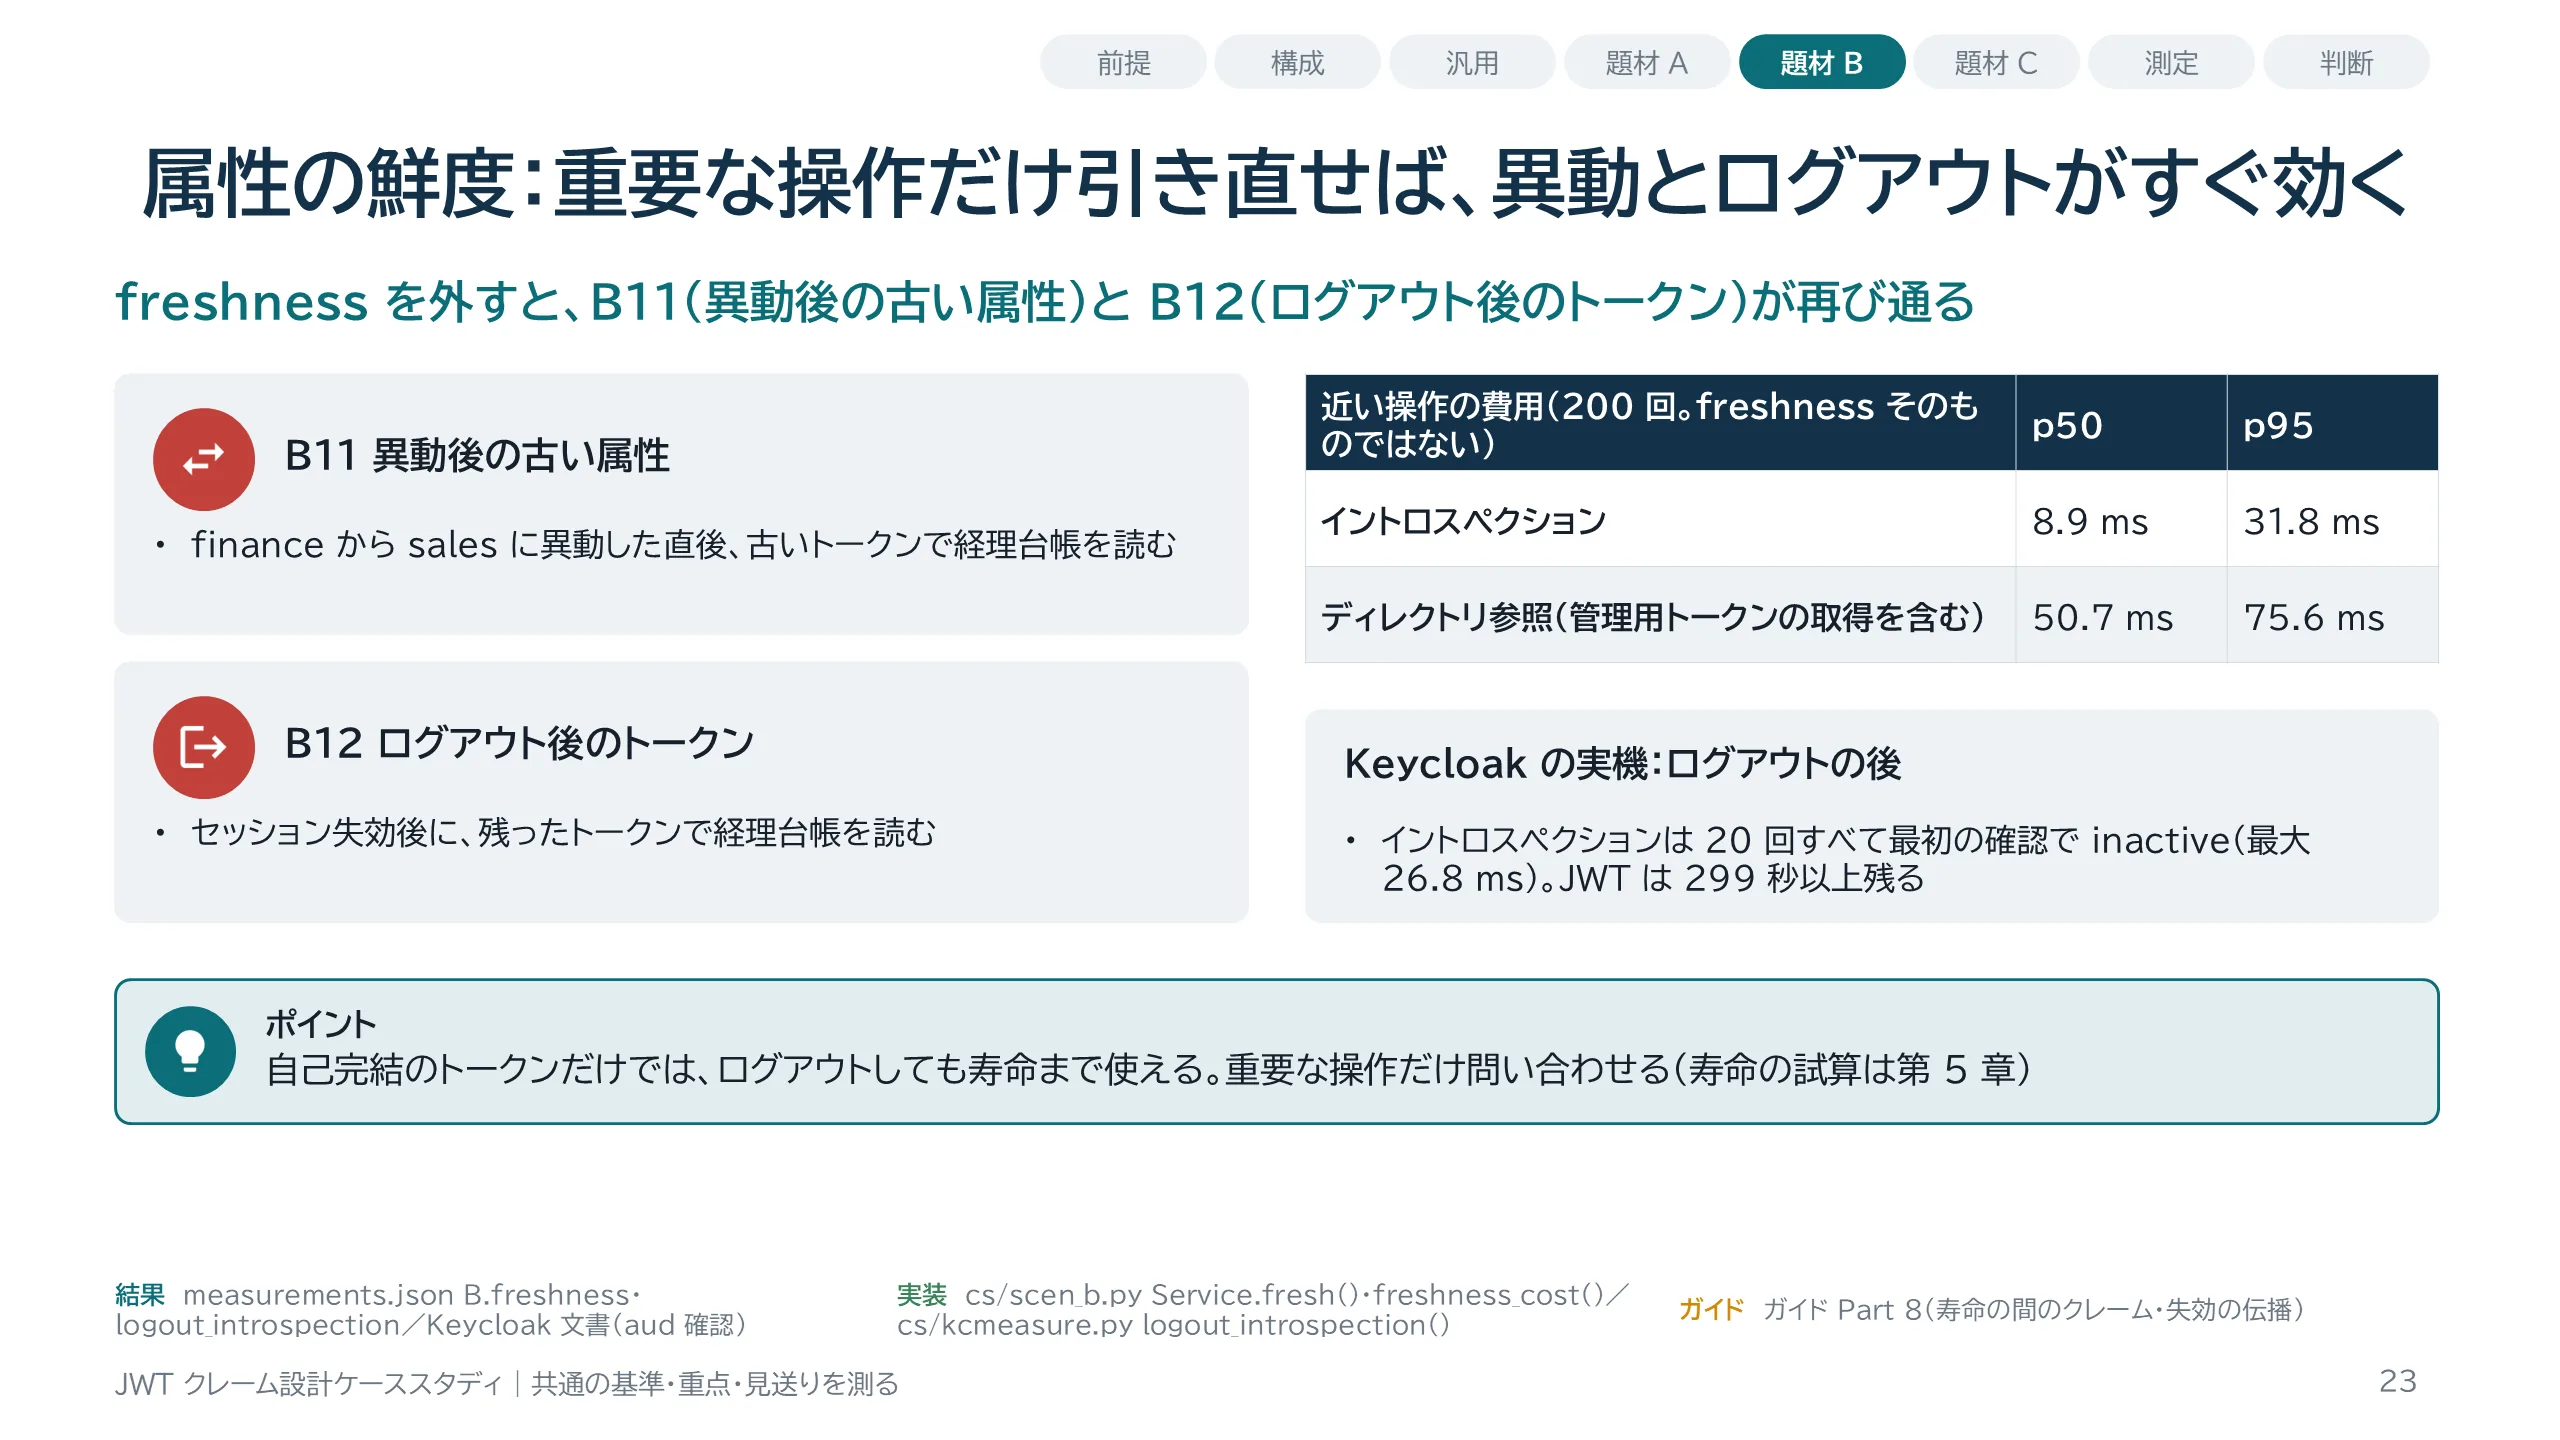 前提
構成
汎用
題材 A
題材 B
題材 C
測定
判断
属性の鮮度：重要な操作だけ引き直せば、異動とログアウトがすぐ効く
freshness を外すと、B11（異動後の古い属性）と B12（ログアウト後のトークン）が再び通る
B11 異動後の古い属性
• finance から sales に異動した直後、古いトークンで経理台帳を読む
B12 ログアウト後のトークン
• セッション失効後に、残ったトークンで経理台帳を読む
近い操作の費用（200 回。freshness そのも
のではない）
p50
p95
イントロスペクション
8.9 ms
31.8 ms
ディレクトリ参照（管理用トークンの取得を含む）
50.7 ms
75.6 ms
Keycloak の実機：ログアウトの後
• イントロスペクションは 20 回すべて最初の確認で inactive（最大
26.8 ms）。JWT は 299 秒以上残る
ポイント
自己完結のトークンだけでは、ログアウトしても寿命まで使える。重要な操作だけ問い合わせる（寿命の試算は第 5 章）
結果 measurements.json B.freshness・
logout_introspection／Keycloak 文書（aud 確認）
実装 cs/scen_b.py Service.fresh()・freshness_cost()／
cs/kcmeasure.py logout_introspection()
ガイド ガイド Part 8（寿命の間のクレーム・失効の伝播）
JWT クレーム設計ケーススタディ｜共通の基準・重点・見送りを測る
23